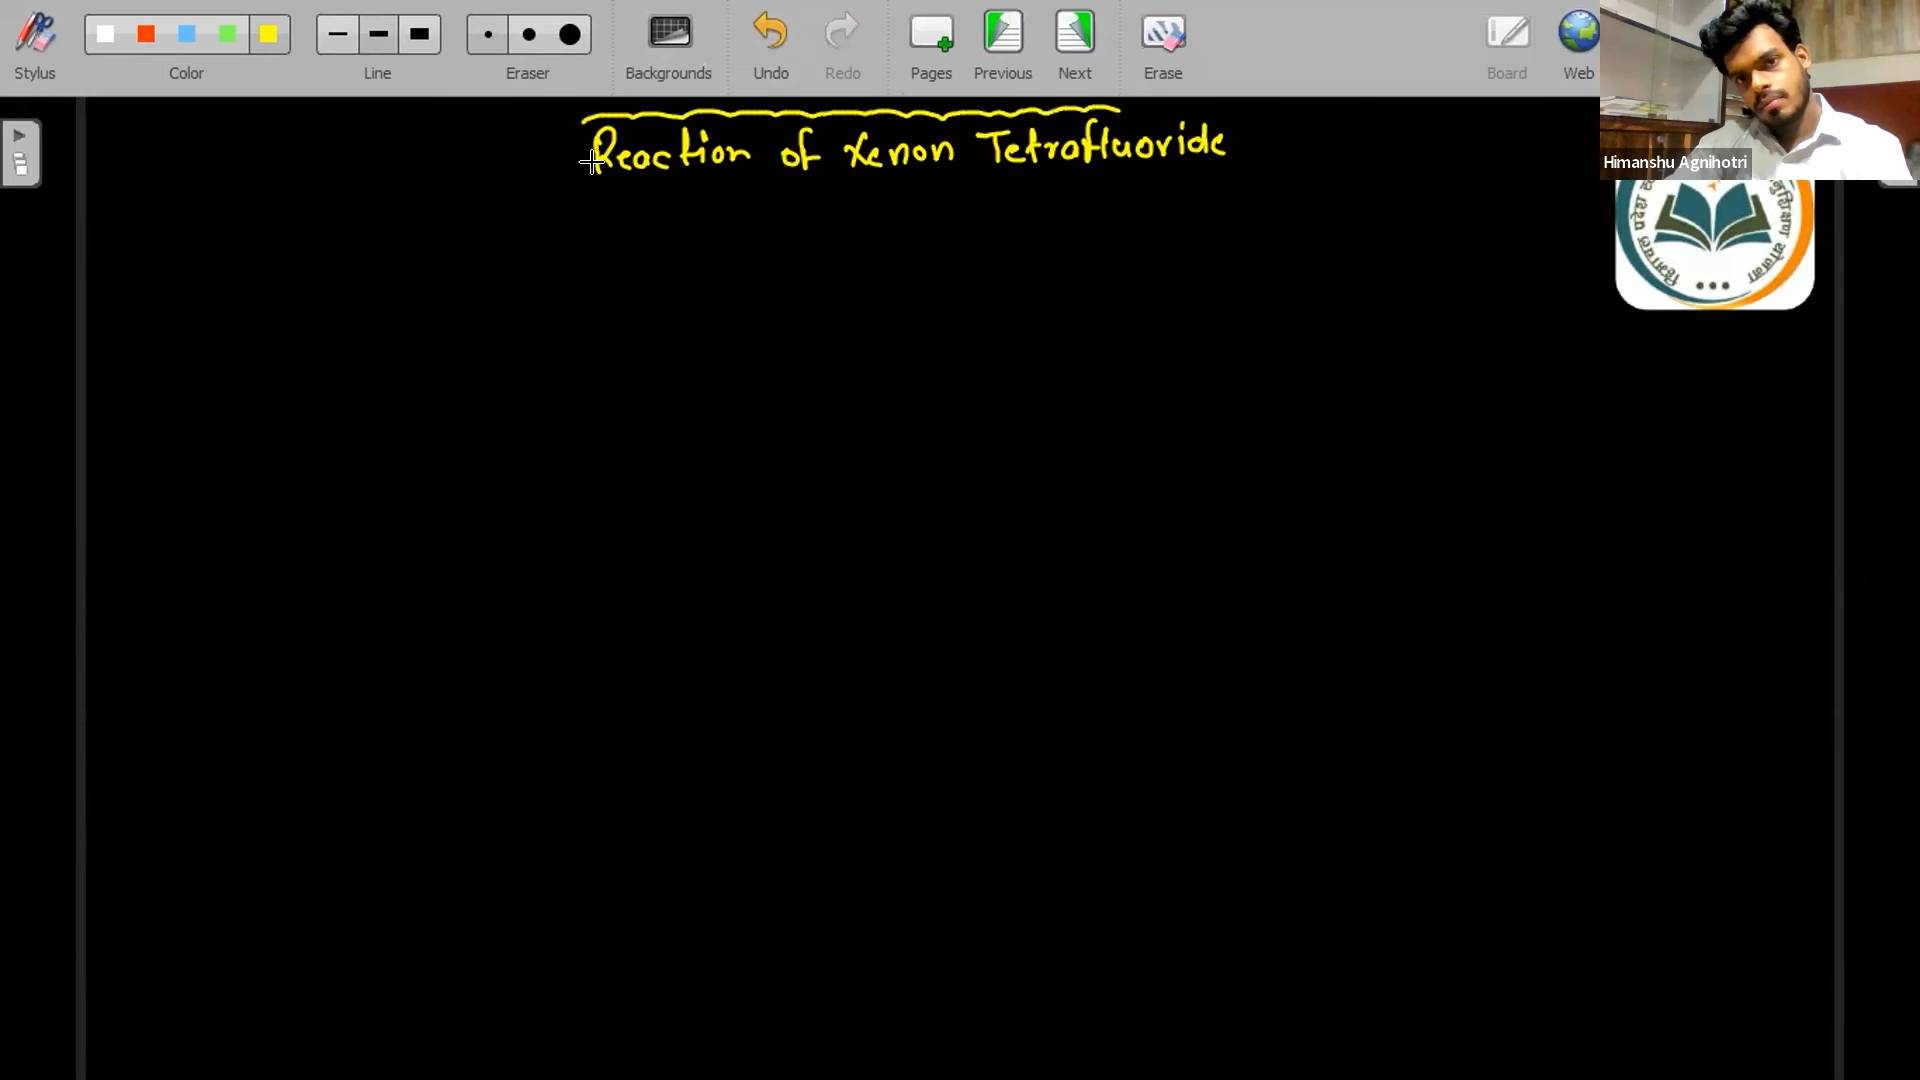 Stylus Color Line Eraser Backgrounds Undo Redo Pages Previous Next Erase Board Web
Reaction of Xenon Tetrafluoride
Himanshu Agnihotri